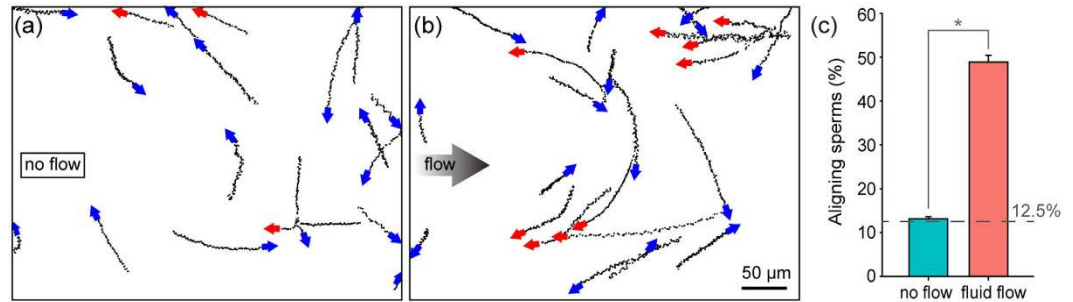 (a)
no flow
(b)
flow
50 µm
(c)
Aligning sperms (%)
60
50
40
30
20
10
0
*
12.5%
no flow
fluid flow